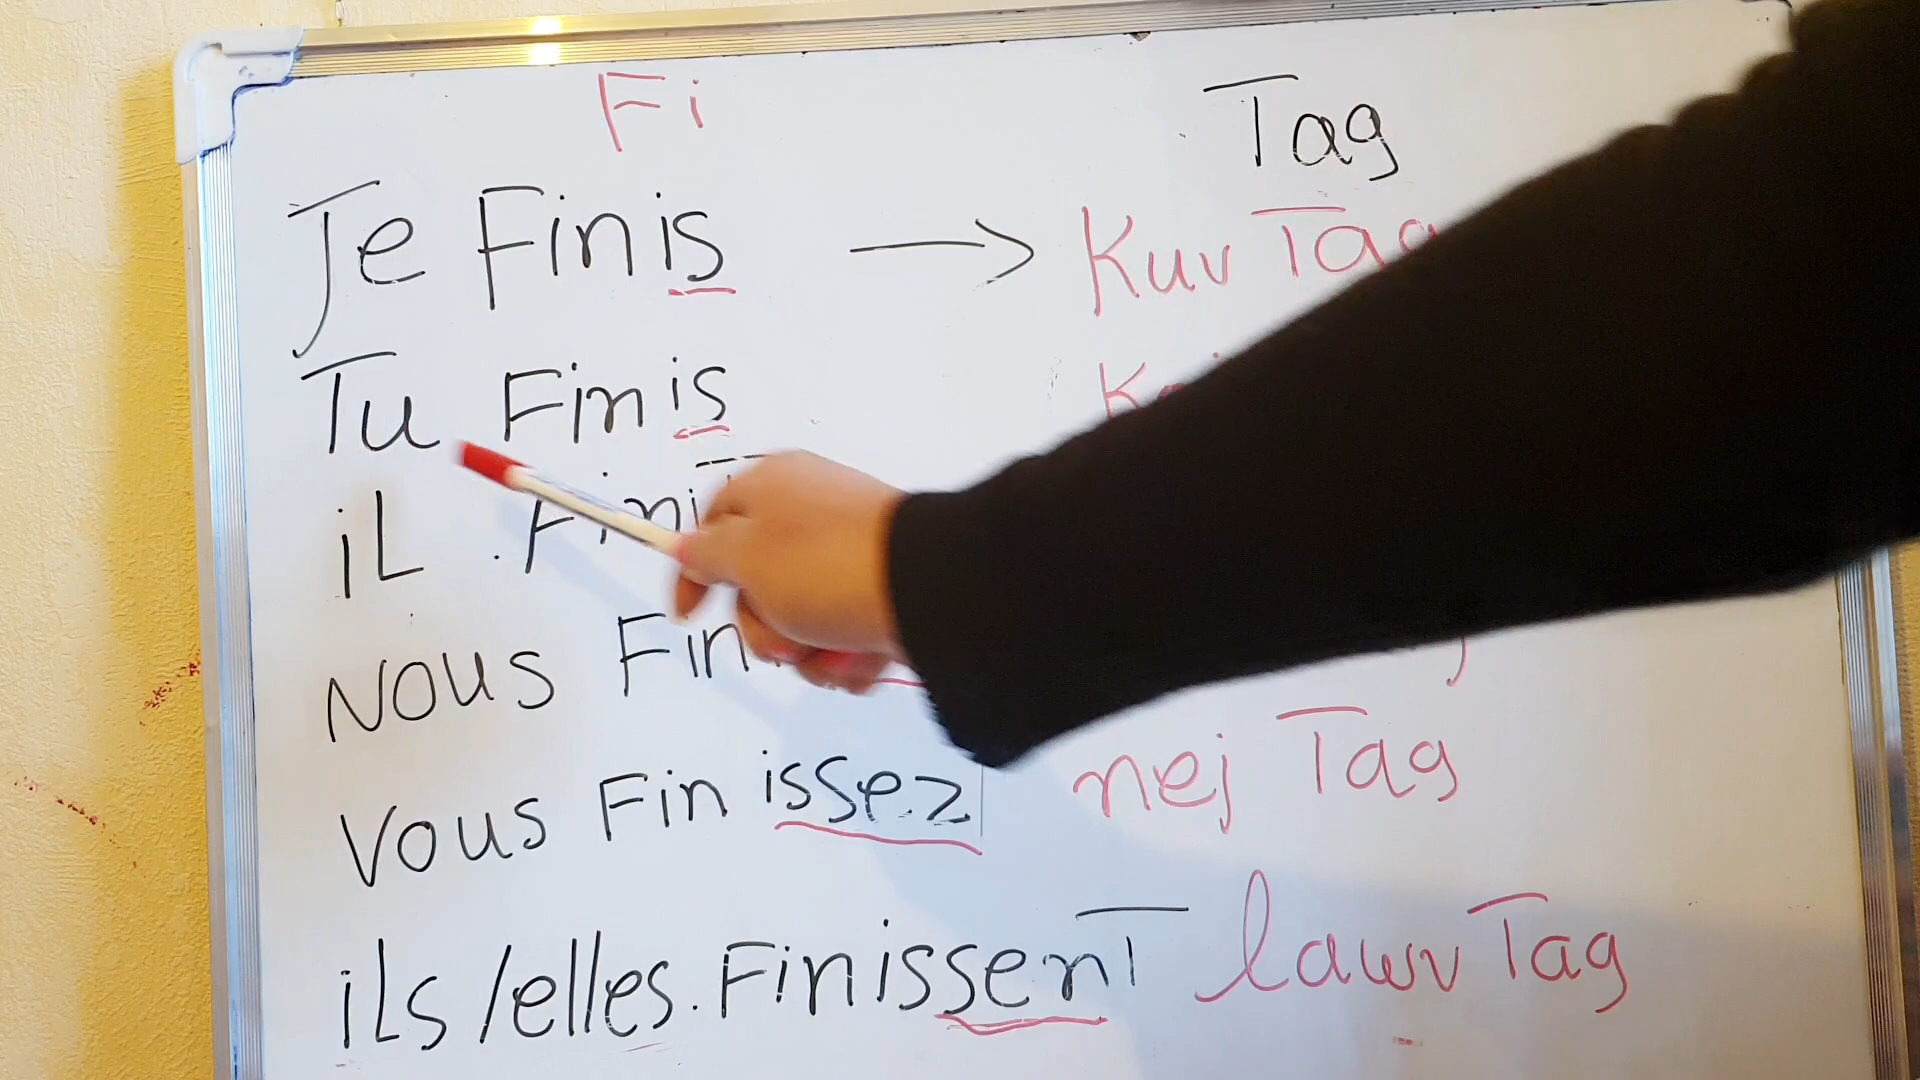 Fi Tag
Je Finis → Kuv Tag
Tu Finis
iL Finit
Nous
Vous Finissez nej Tag
iLs/elles. FinissenT lawv Tag